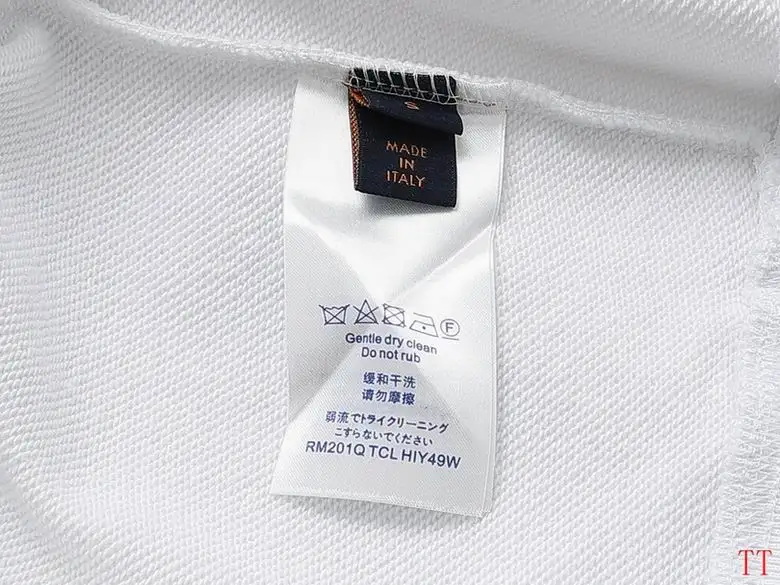 S
MADE
IN
ITALY
F
Gentle dry clean
Do not rub
缓和干洗
请勿摩擦
弱流でトライクリーニング
こすらないでください
RM201Q TCL HIY49W
TT